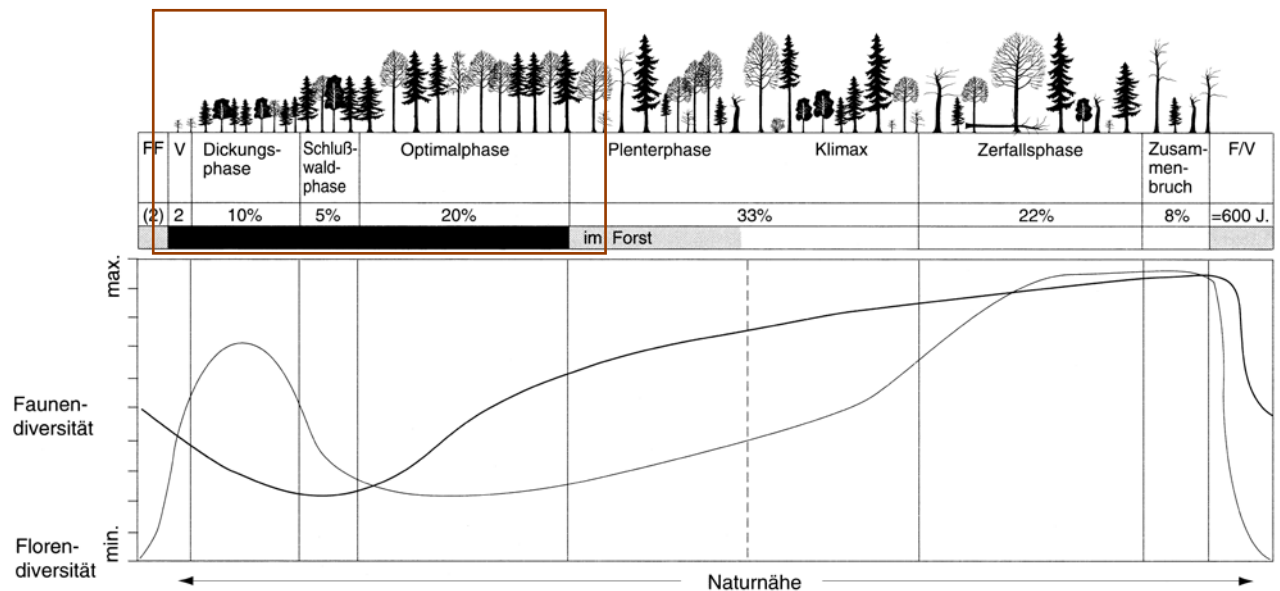 FF V Dickungs- Schluß- Optimalphase Plenterphase Klimax Zerfallsphase Zusam- F/V
phase wald- men-
phase bruch
(2) 2 10% 5% 20% 33% 22% 8% =600 J.
im Forst
max.
Faunen-
diversität
min.
Floren-
diversität
Naturnähe